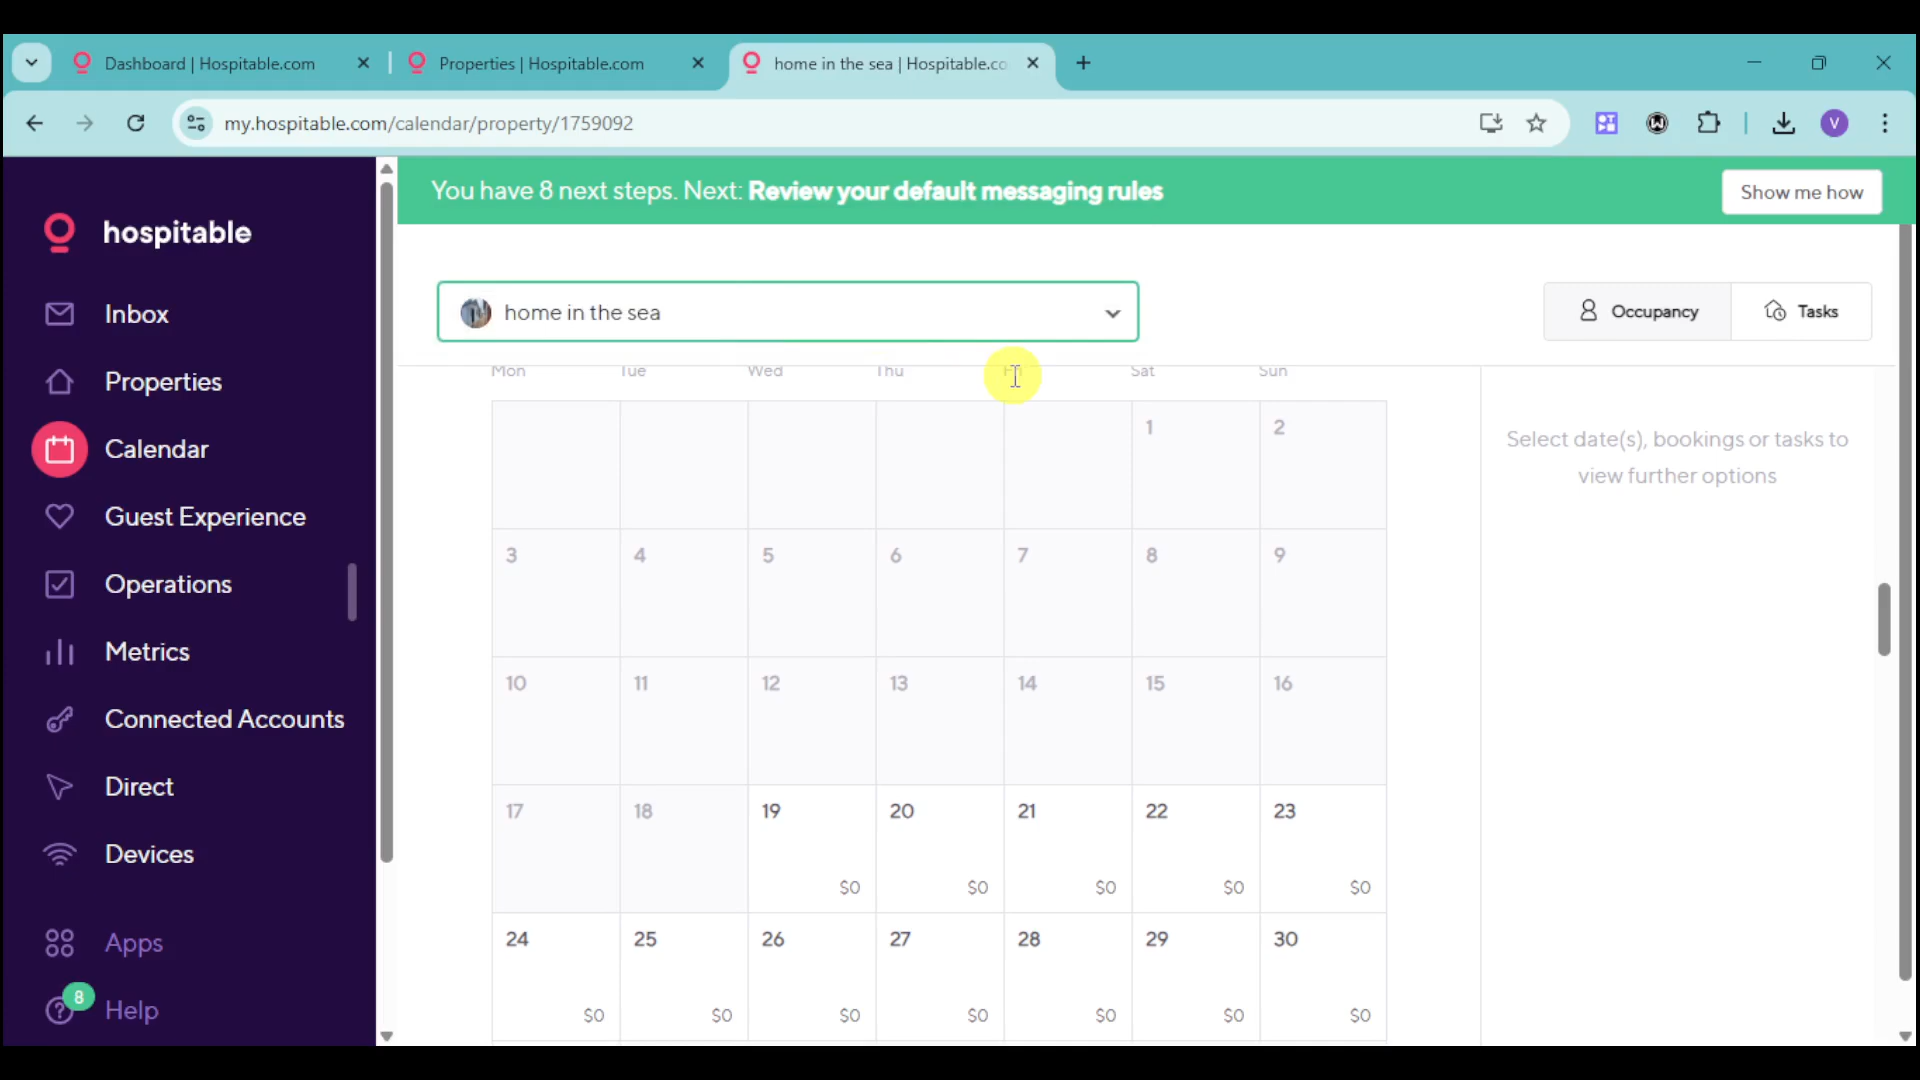 Dashboard | Hospitable.com
Properties | Hospitable.com
home in the sea | Hospitable.co
my.hospitable.com/calendar/property/1759092
V
You have 8 next steps. Next: Review your default messaging rules
Show me how
hospitable
Inbox
Properties
Calendar
Guest Experience
Operations
Metrics
Connected Accounts
Direct
Devices
Apps
8
Help
home in the sea
Occupancy
Tasks
Mon Tue Wed Thu Fri Sat Sun
1 2
3 4 5 6 7 8 9
10 11 12 13 14 15 16
17 18 19 20 21 22 23
$0 $0 $0 $0 $0
24 25 26 27 28 29 30
$0 $0 $0 $0 $0 $0 $0
Select date(s), bookings or tasks to
view further options